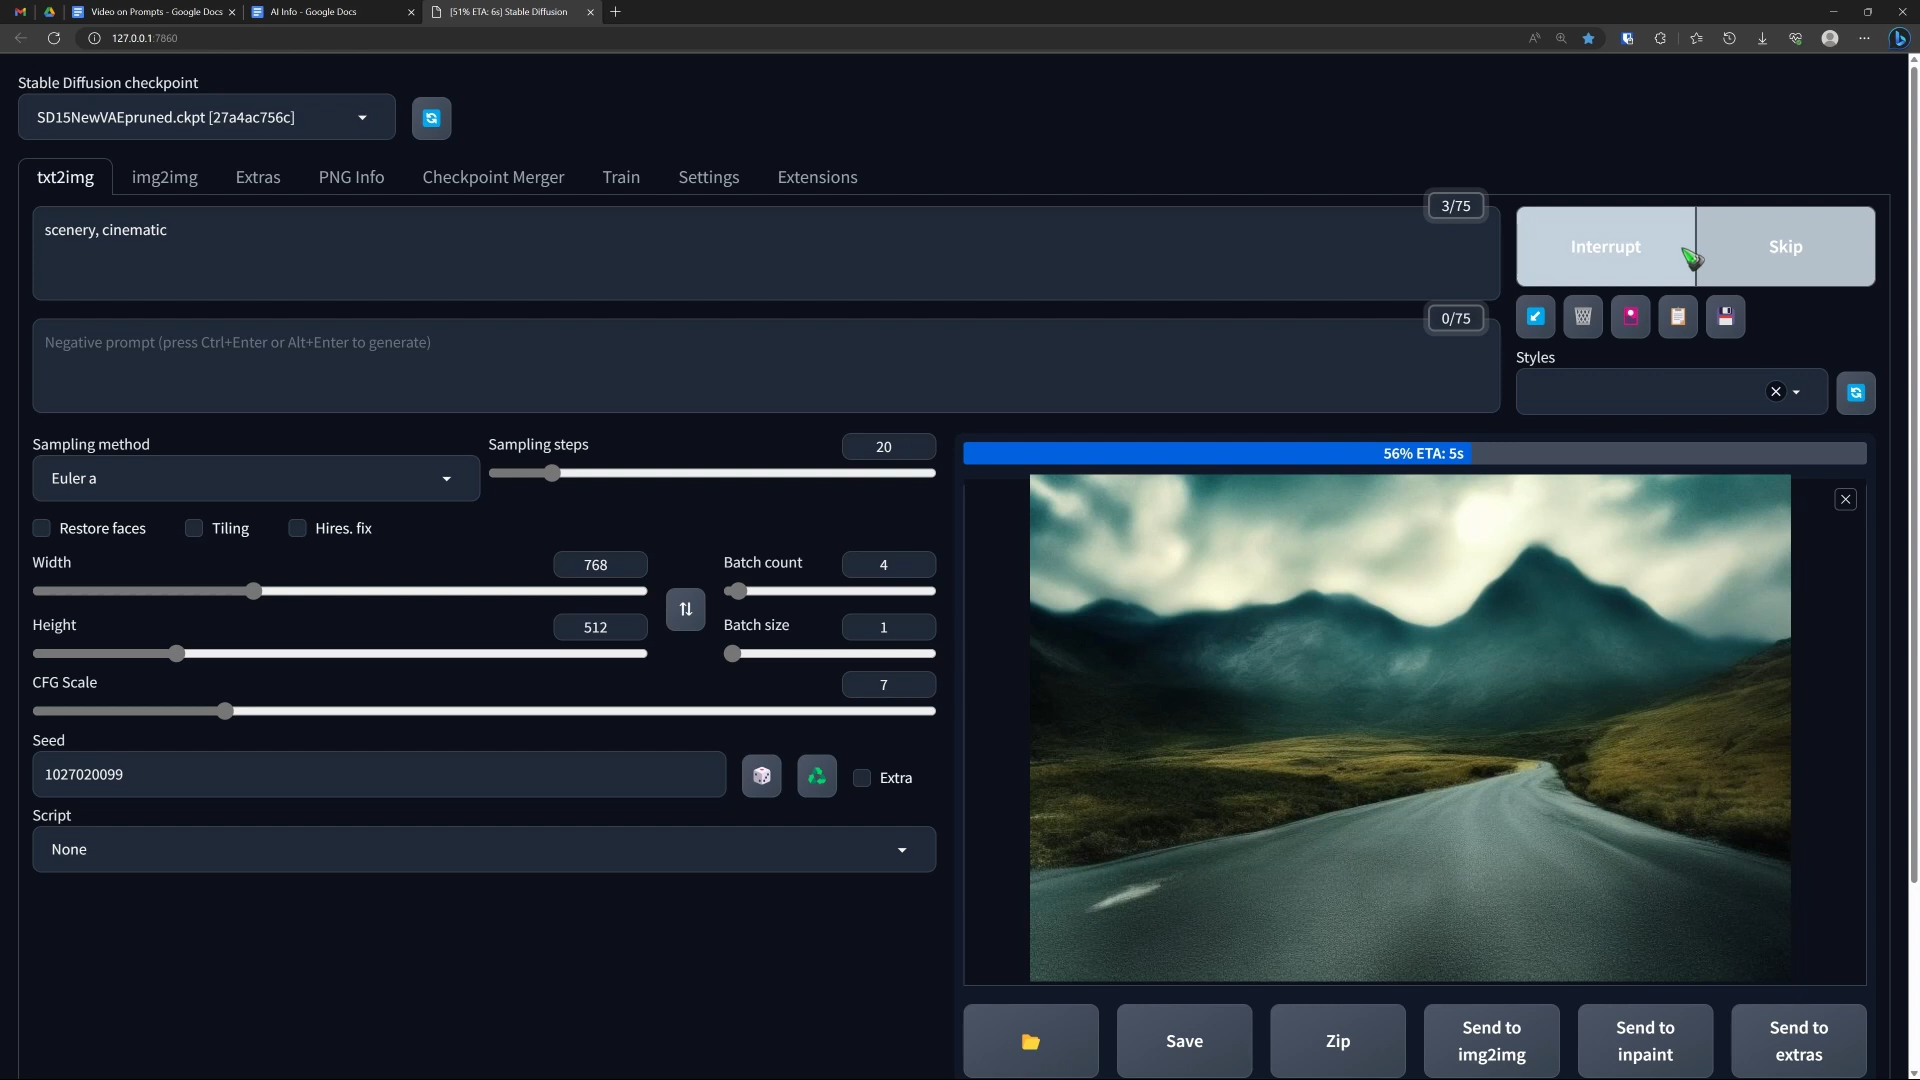 Video on Prompts - Google Docs
AI Info - Google Docs
[51% ETA: 6s] Stable Diffusion
127.0.0.1:7860
Stable Diffusion checkpoint
SD15NewVAEpruned.ckpt [27a4ac756c]
txt2img
img2img
Extras
PNG Info
Checkpoint Merger
Train
Settings
Extensions
3/75
scenery, cinematic
Interrupt
Skip
0/75
Negative prompt (press Ctrl+Enter or Alt+Enter to generate)
Styles
Sampling method
Sampling steps
20
Euler a
56% ETA: 5s
Restore faces
Tiling
Hires. fix
Width
768
Batch count
4
Height
512
Batch size
1
CFG Scale
7
Seed
1027020099
Extra
Script
None
Save
Zip
Send to
img2img
Send to
inpaint
Send to
extras